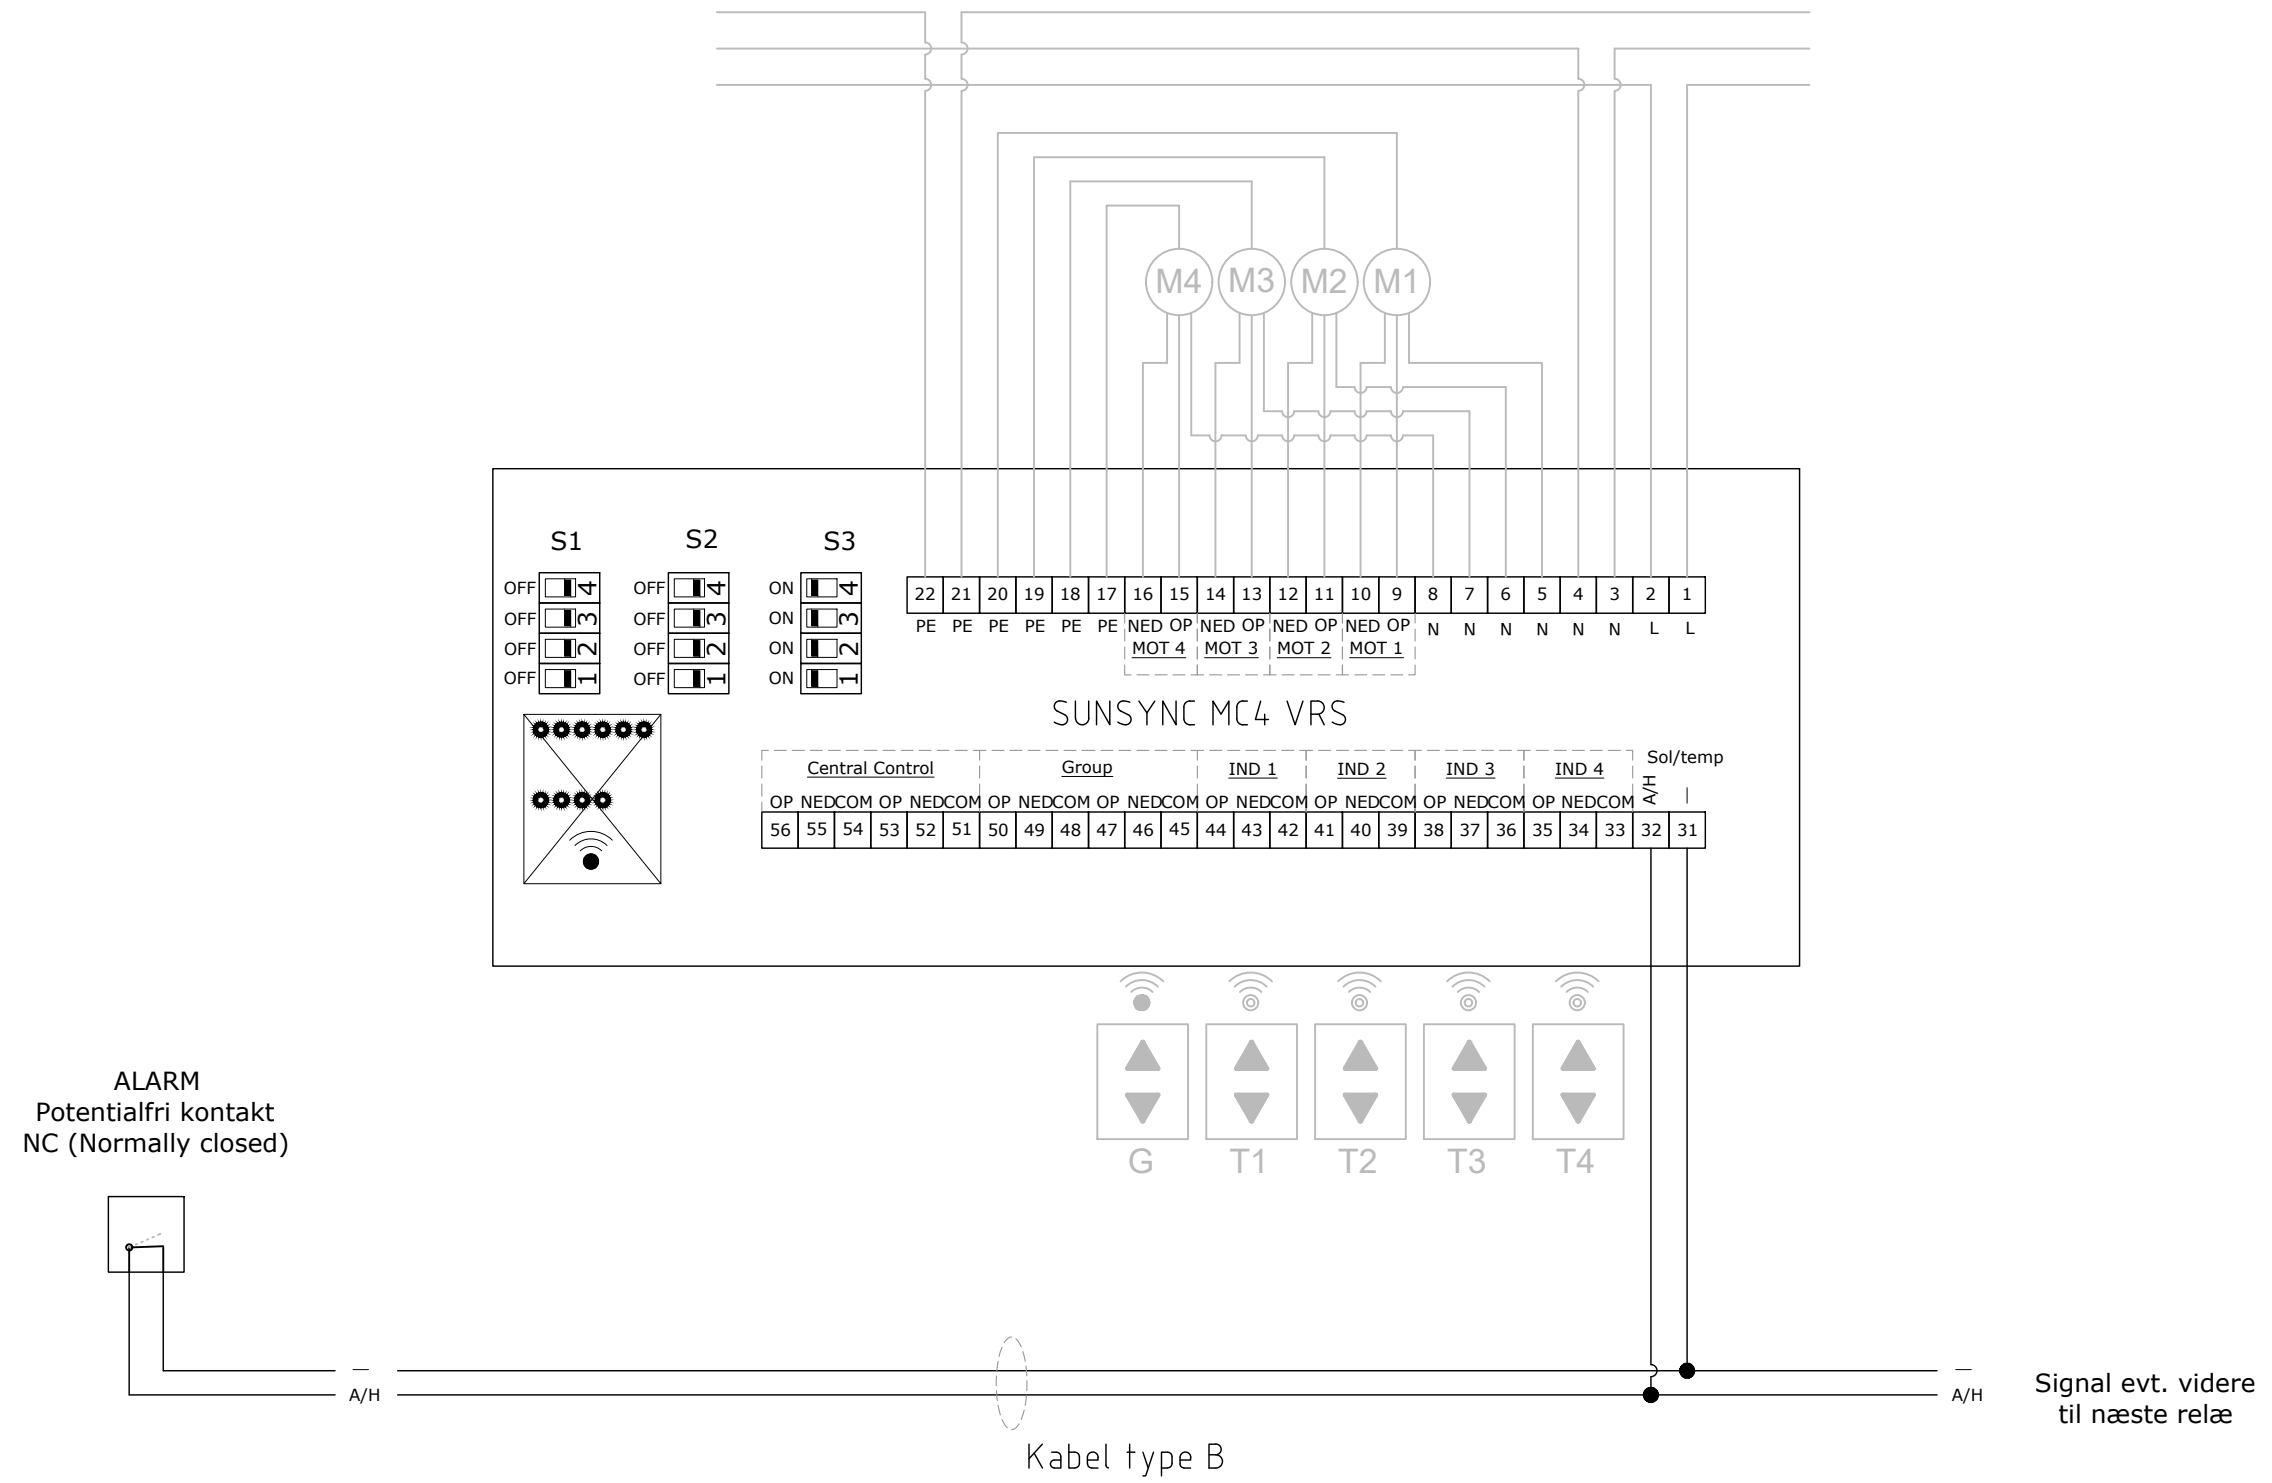 M4 M3 M2 M1
S1 S2 S3
OFF 4 OFF 4 ON 4
OFF 3 OFF 3 ON 3
OFF 2 OFF 2 ON 2
OFF 1 OFF 1 ON 1
22 21 20 19 18 17 16 15 14 13 12 11 10 9 8 7 6 5 4 3 2 1
PE PE PE PE PE PE NED OP NED OP NED OP NED OP N N N N N N L L
MOT 4 MOT 3 MOT 2 MOT 1
SUNSYNC MC4 VRS
Sol/temp
Central Control Group IND 1 IND 2 IND 3 IND 4
OP NED COM OP NED COM OP NED COM OP NED COM OP NED COM OP NED COM OP NED COM OP NED COM A/H —
56 55 54 53 52 51 50 49 48 47 46 45 44 43 42 41 40 39 38 37 36 35 34 33 32 31
G T1 T2 T3 T4
ALARM
Potentialfri kontakt
NC (Normally closed)
— —
A/H A/H
Signal evt. videre
til næste relæ
Kabel type B